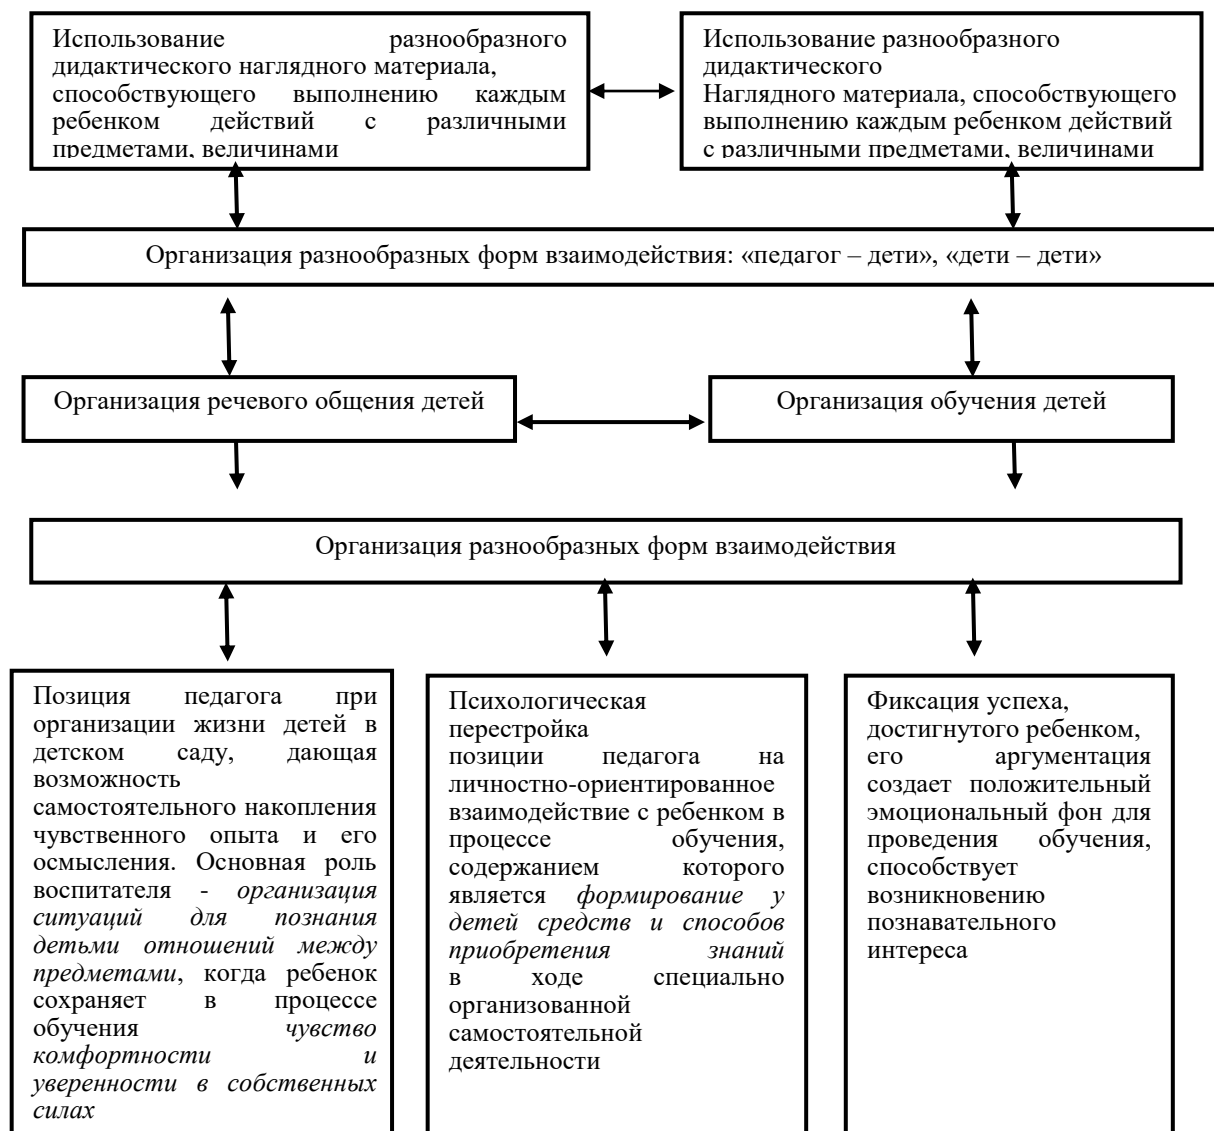 Использование разнообразного
дидактического наглядного материала,
способствующего выполнению каждым
ребенком действий с различными
предметами, величинами
Использование разнообразного
дидактического
Наглядного материала, способствующего
выполнению каждым ребенком действий
с различными предметами, величинами
Организация разнообразных форм взаимодействия: «педагог – дети», «дети – дети»
Организация речевого общения детей
Организация обучения детей
Организация разнообразных форм взаимодействия
Позиция педагога при
организации жизни детей в
детском саду, дающая
возможность
самостоятельного накопления
чувственного опыта и его
осмысления. Основная роль
воспитателя - организация
ситуаций для познания
детьми отношений между
предметами, когда ребенок
сохраняет в процессе
обучения чувство
комфортности и
уверенности в собственных
силах
Психологическая
перестройка
позиции педагога на
личностно-ориентированное
взаимодействие с ребенком в
процессе обучения,
содержанием которого
является формирование у
детей средств и способов
приобретения знаний
в ходе специально
организованной
самостоятельной
деятельности
Фиксация успеха,
достигнутого ребенком,
его аргументация
создает положительный
эмоциональный фон для
проведения обучения,
способствует
возникновению
познавательного
интереса